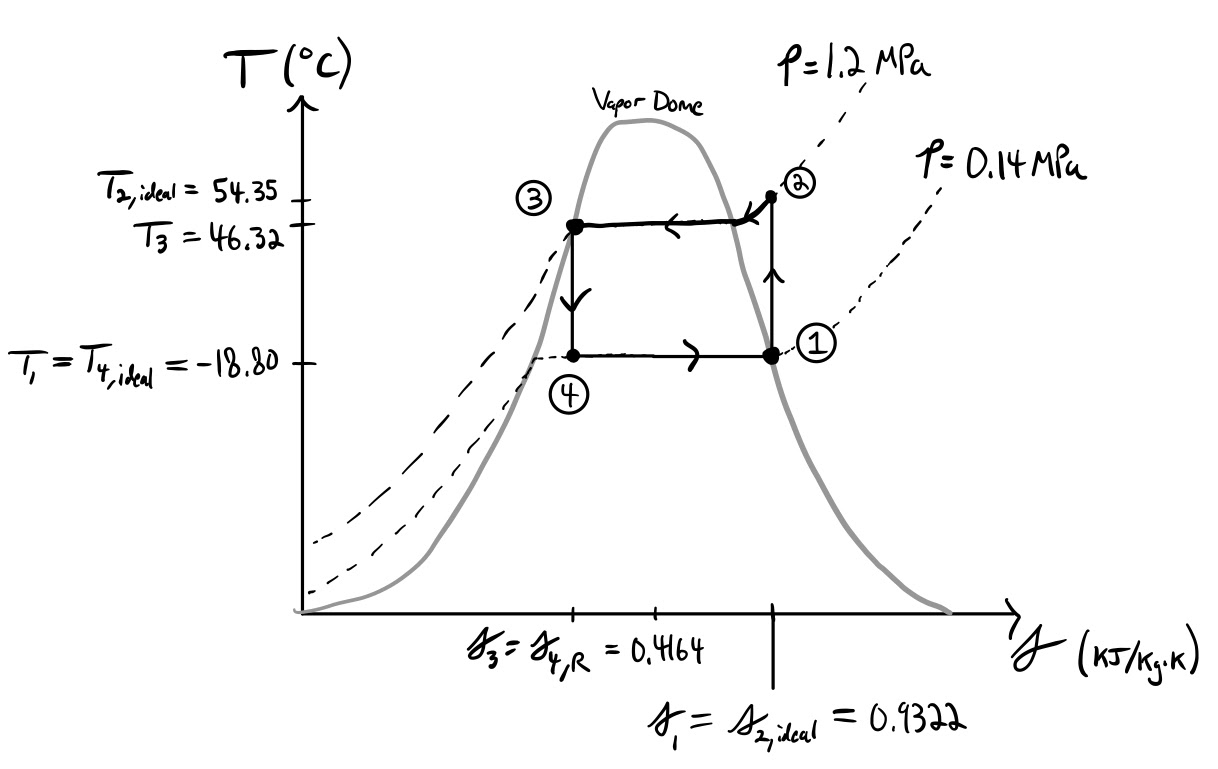 T (°C)
Vapor Dome
P = 1.2 MPa
P = 0.14 MPa
T2,ideal = 54.35
T3 = 46.32
T1 = T4,ideal = -18.80
③
②
①
④
s3 = s4,R = 0.4164
s (KJ/Kg·K)
s1 = s2,ideal = 0.9322